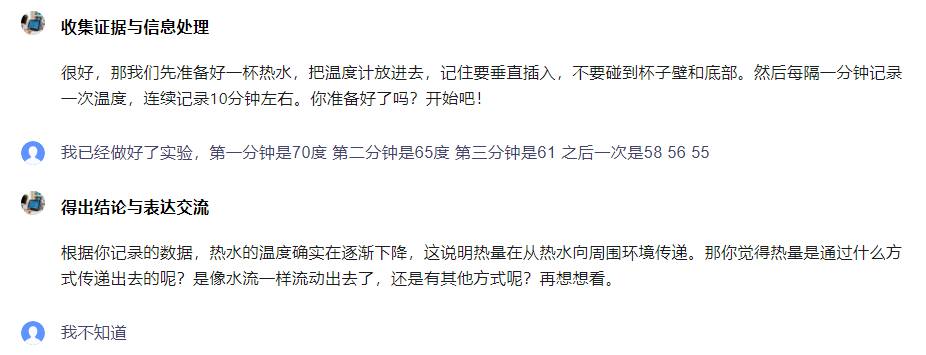 收集证据与信息处理
很好，那我们先准备好一杯热水，把温度计放进去，记住要垂直插入，不要碰到杯子壁和底部。然后每隔一分钟记录
一次温度，连续记录10分钟左右。你准备好了吗？开始吧！
我已经做好了实验，第一分钟是70度 第二分钟是65度 第三分钟是61 之后一次是58 56 55
得出结论与表达交流
根据你记录的数据，热水的温度确实在逐渐下降，这说明热量在从热水向周围环境传递。那你觉得热量是通过什么方
式传递出去的呢？是像水流一样流动出去了，还是有其他方式呢？再想想看。
我不知道